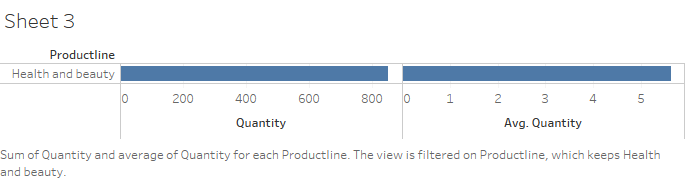 Sheet 3
Productline
Health and beauty
0 200 400 600 800 0 1 2 3 4 5
Quantity Avg. Quantity
Sum of Quantity and average of Quantity for each Productline. The view is filtered on Productline, which keeps Health
and beauty.